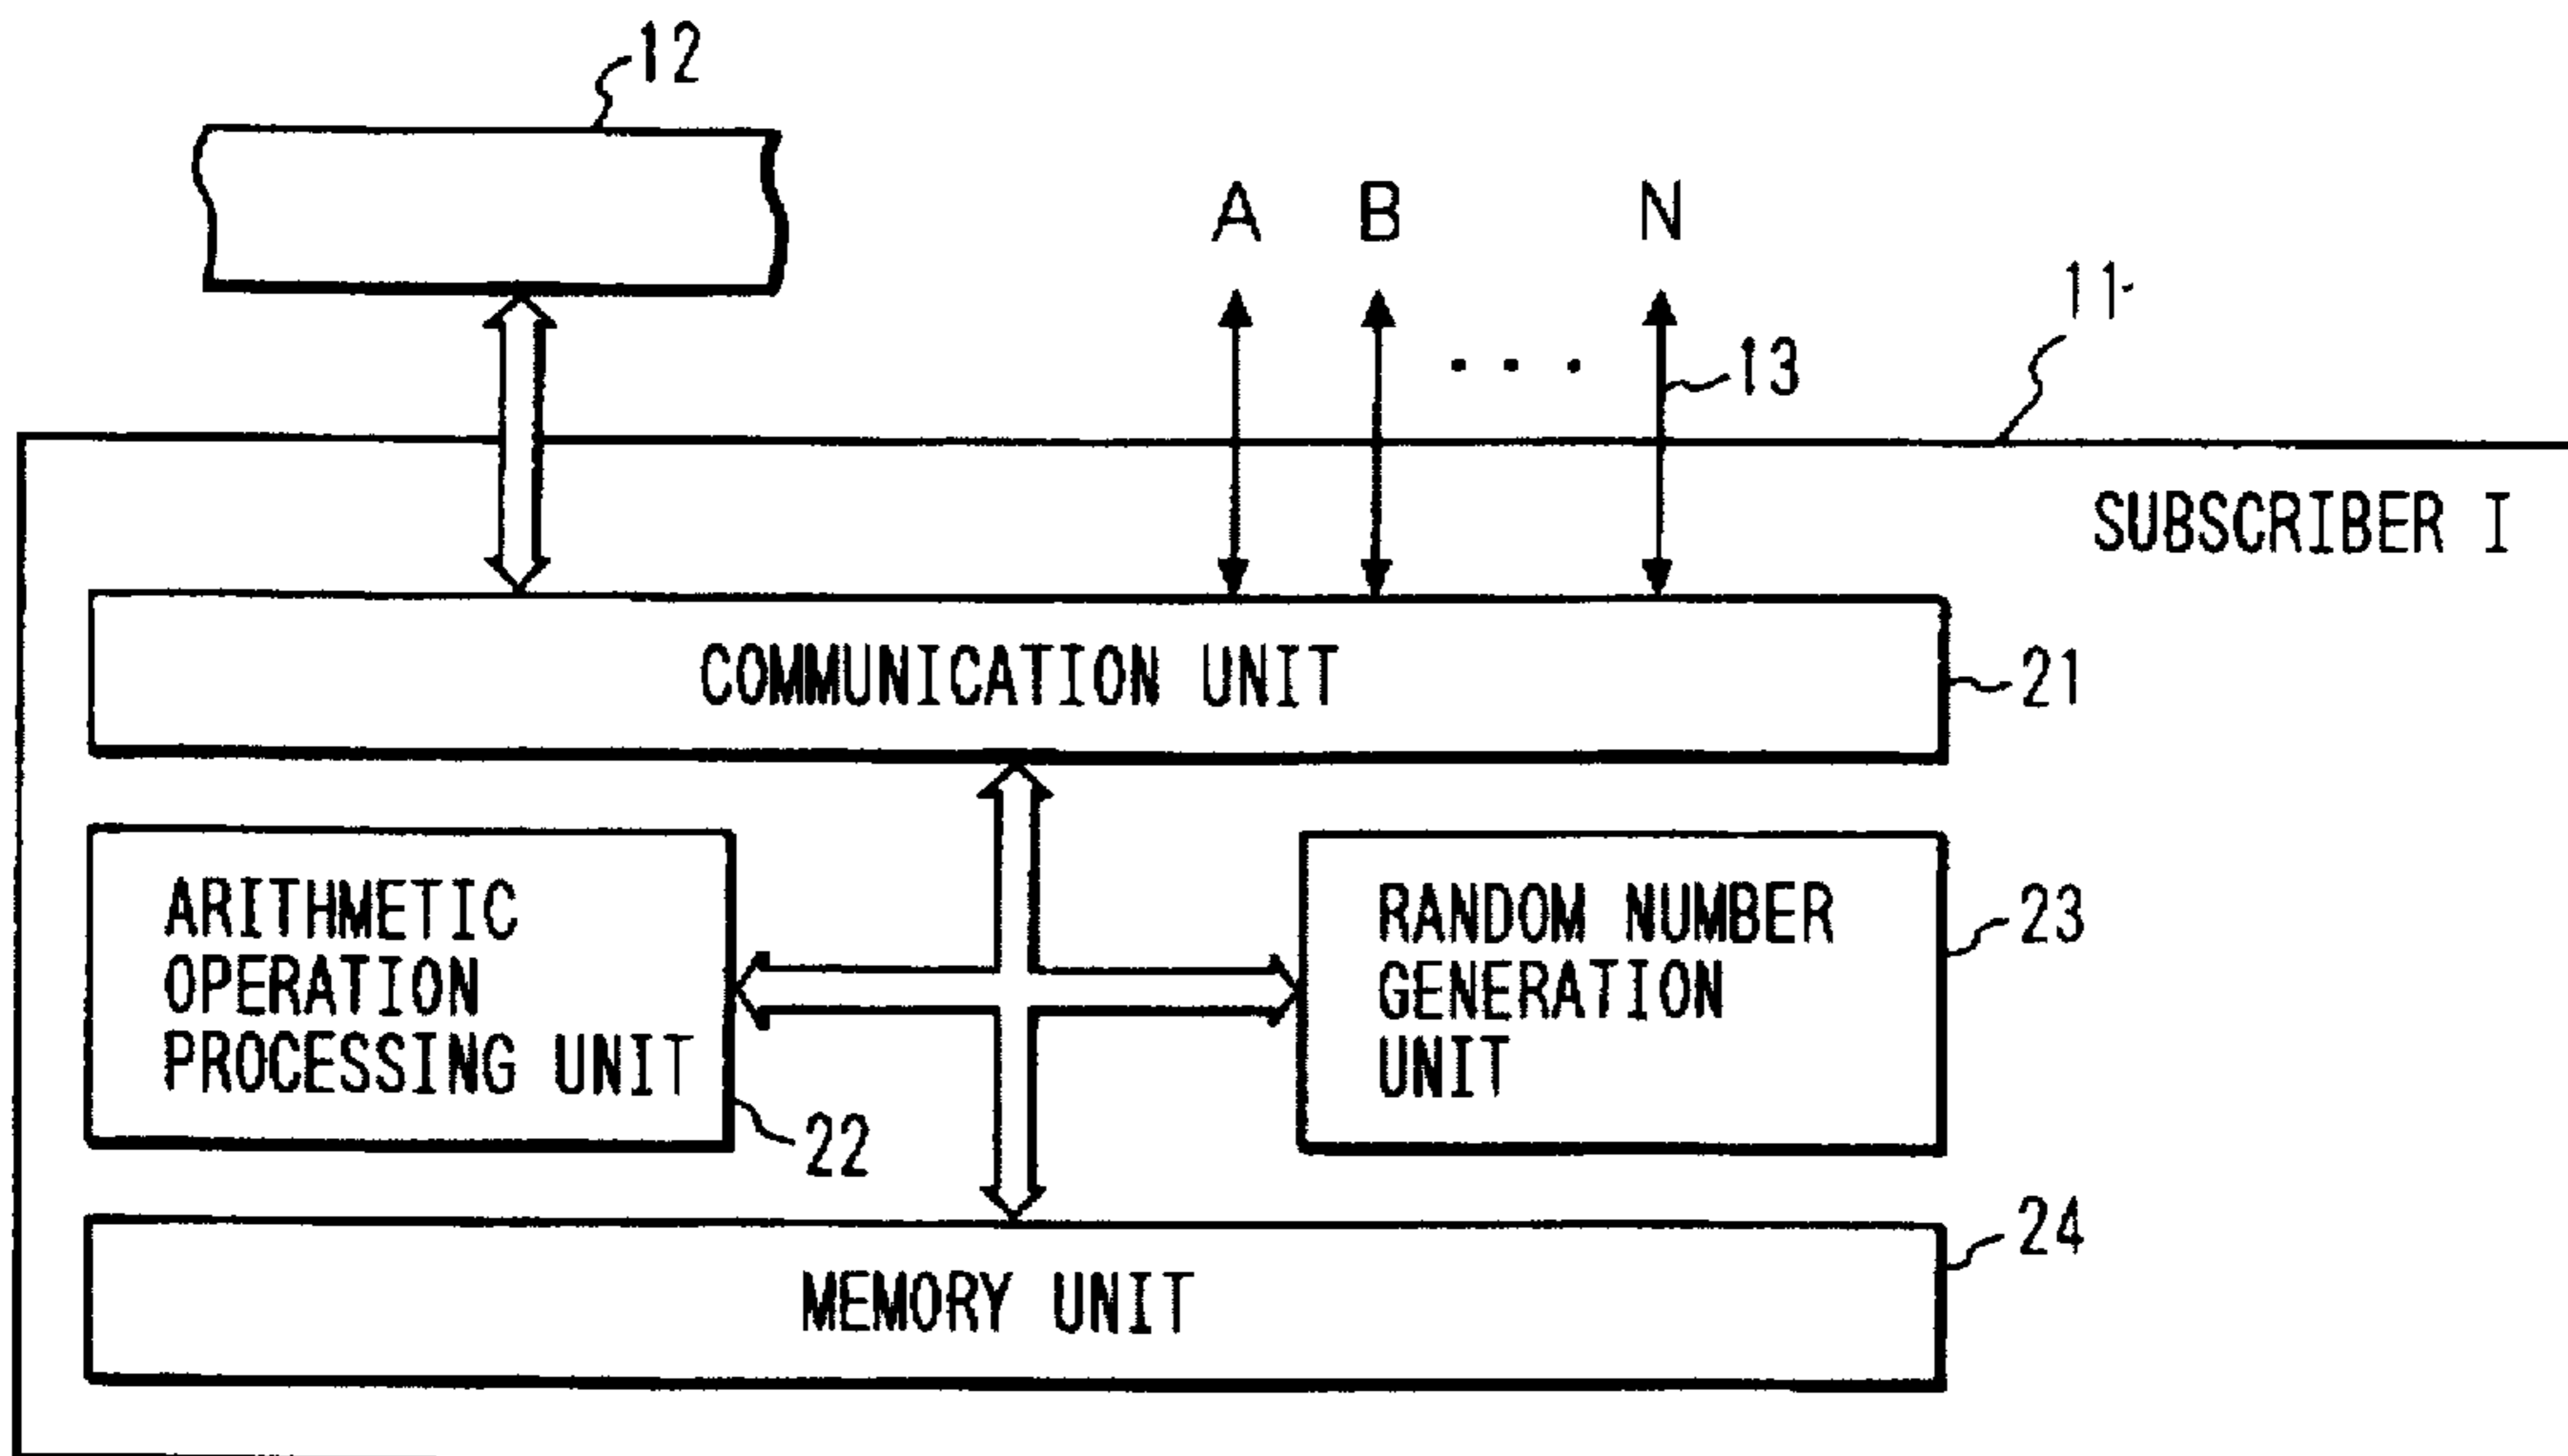 12
A B N
11
. . . 13
SUBSCRIBER I
COMMUNICATION UNIT
21
ARITHMETIC
OPERATION
PROCESSING UNIT
22
RANDOM NUMBER
GENERATION
UNIT
23
MEMORY UNIT
24